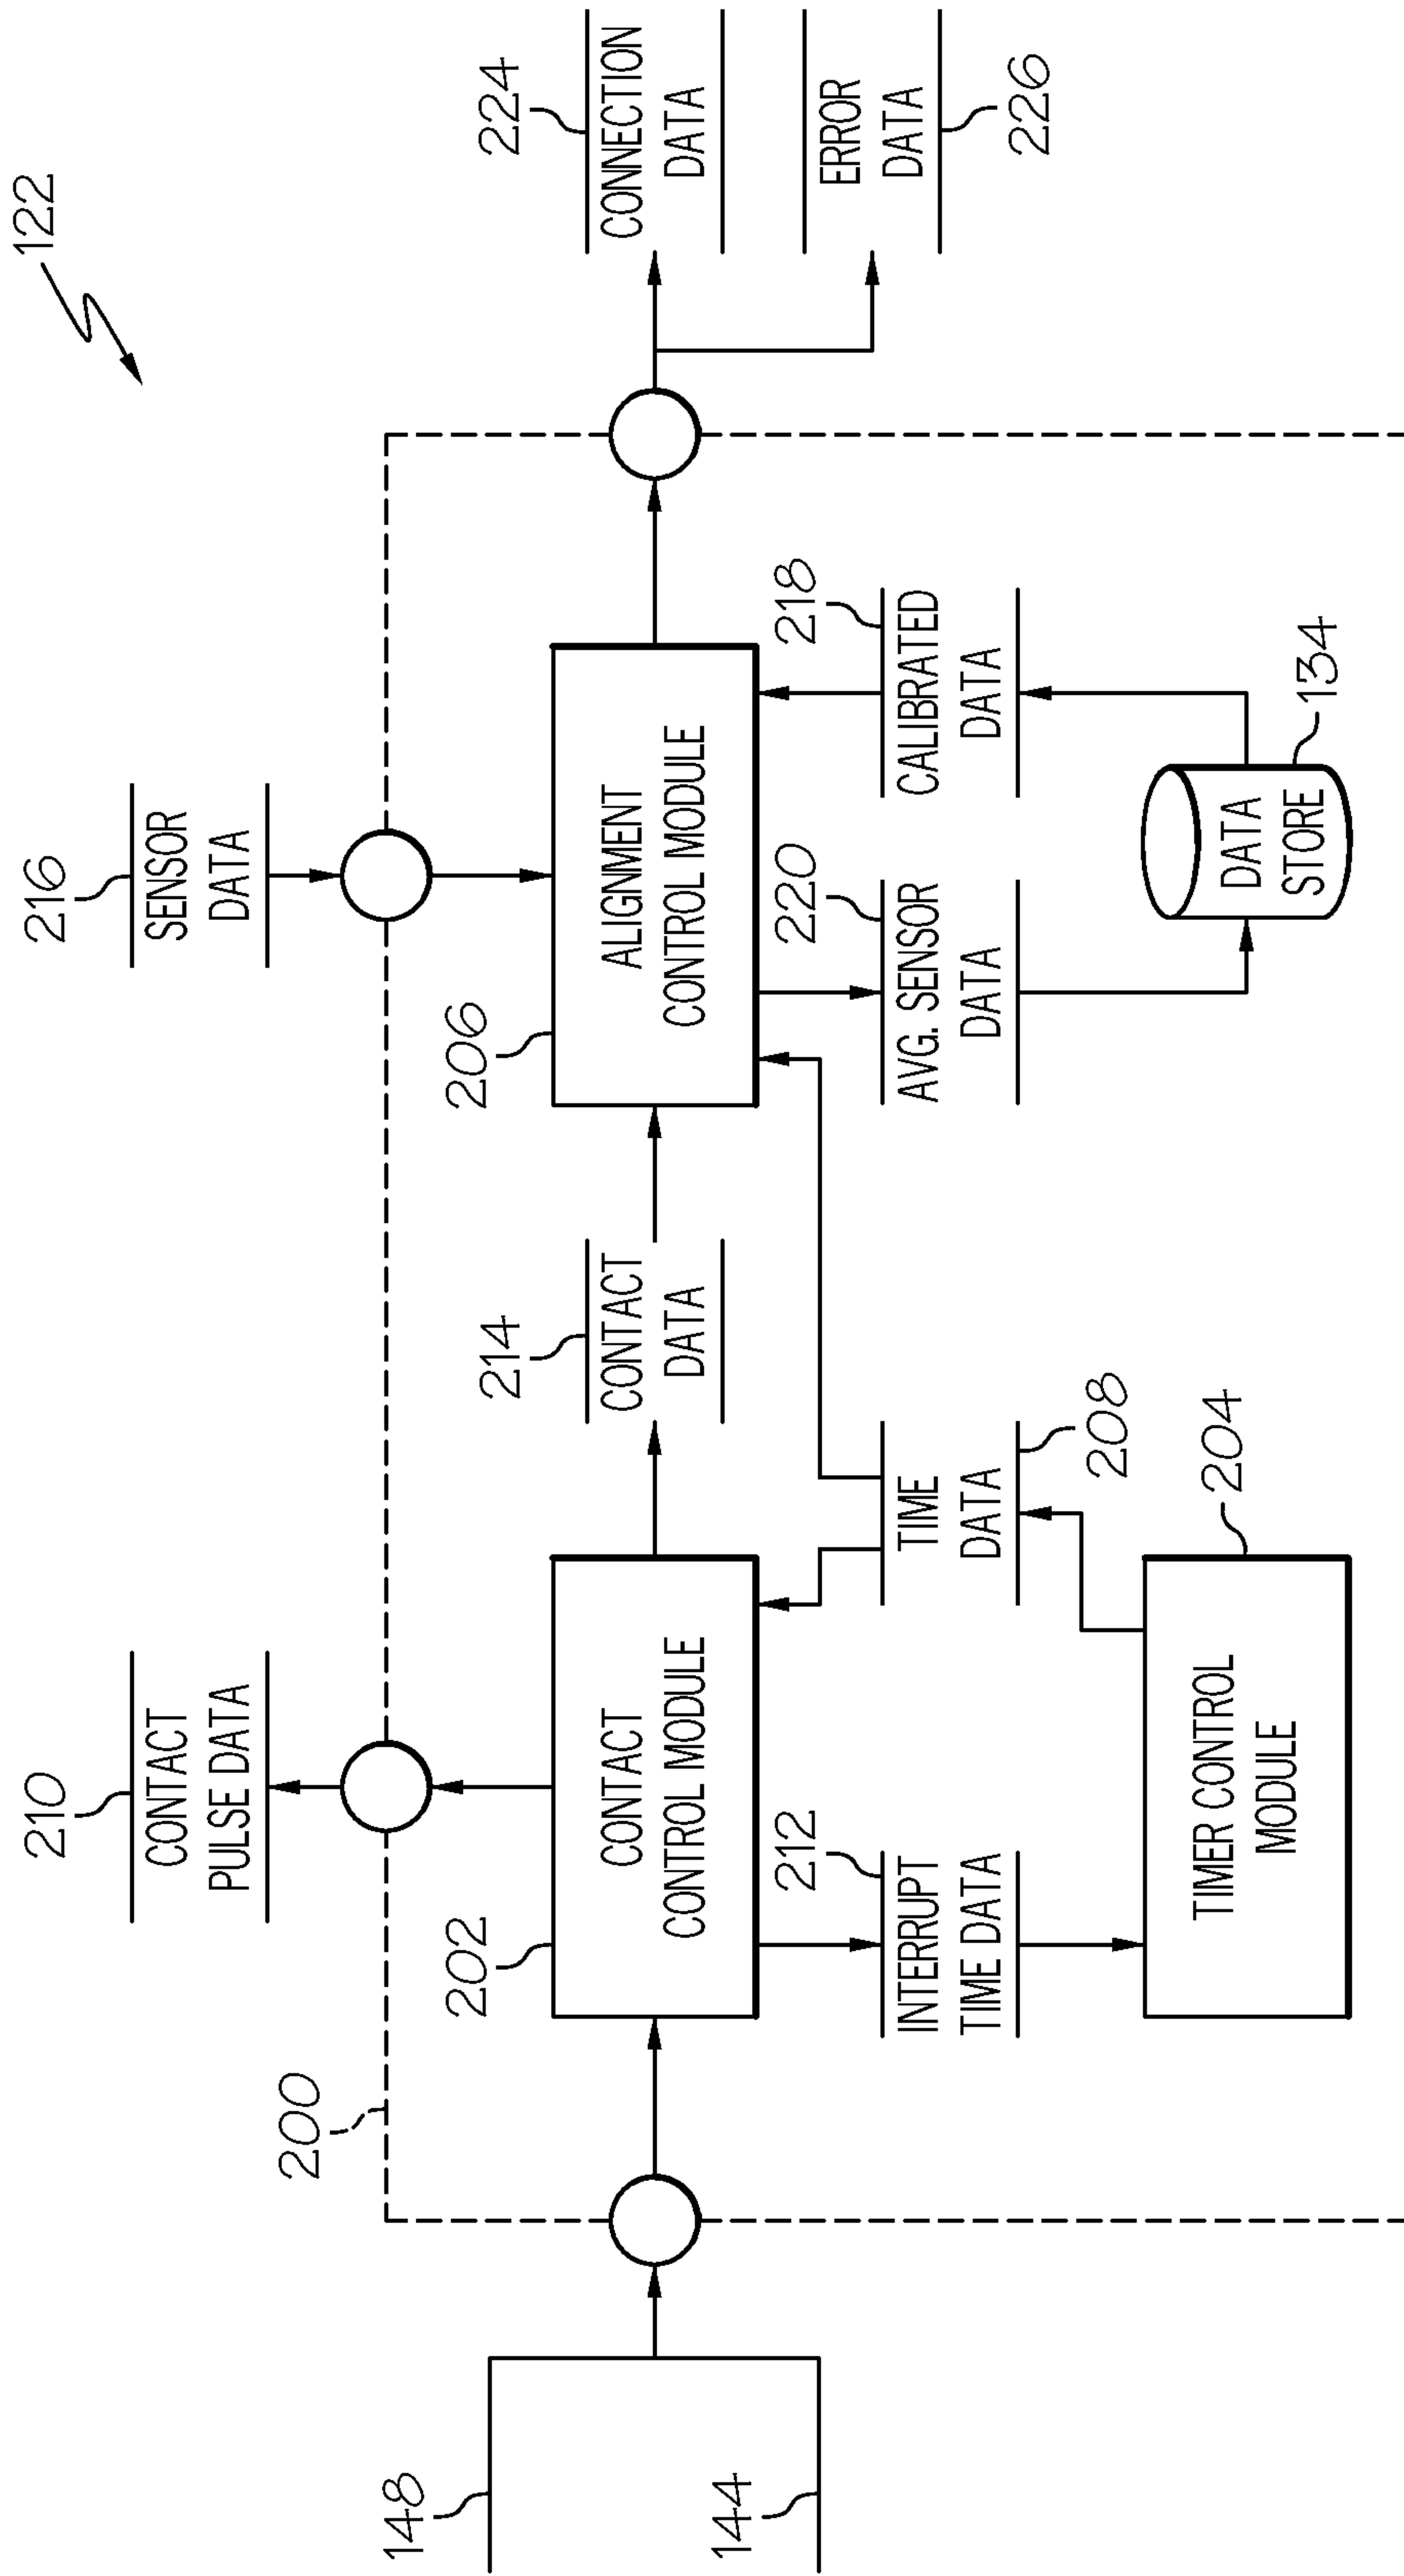 122
210
CONTACT
PULSE DATA
216
SENSOR
DATA
200
202
CONTACT
CONTROL MODULE
206
ALIGNMENT
CONTROL MODULE
148
144
214
CONTACT
DATA
224
CONNECTION
DATA
ERROR
DATA
226
212
INTERRUPT
TIME DATA
TIME
DATA
208
220
AVG. SENSOR
DATA
218
CALIBRATED
DATA
TIMER CONTROL
MODULE
204
DATA
STORE
134